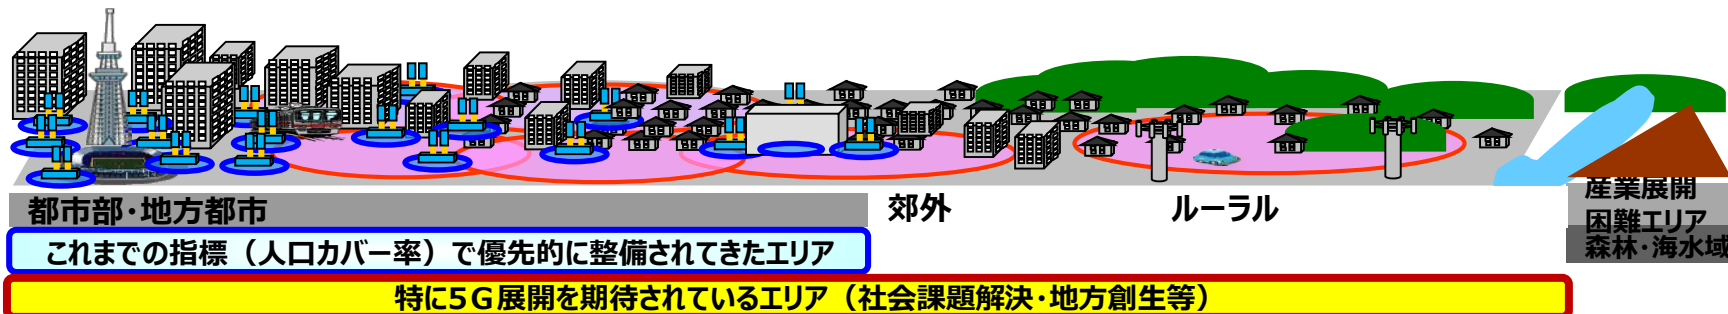 都市部･地方都市
郊外
ルーラル
産業展開
困難エリア
森林･海水域
これまでの指標（人口カバー率）で優先的に整備されてきたエリア
特に5G展開を期待されているエリア（社会課題解決･地方創生等）